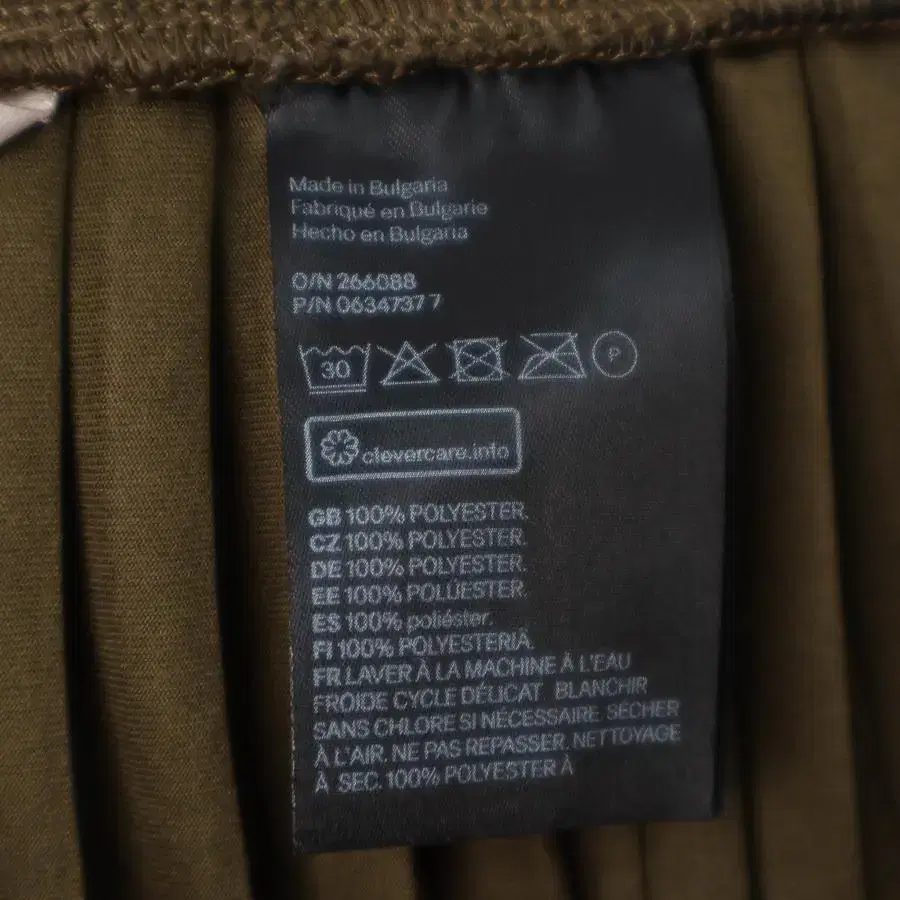 Made in Bulgaria
Fabriqué en Bulgarie
Hecho en Bulgaria
O/N 266088
P/N 0634737 7
30
P
clevercare.info
GB 100% POLYESTER.
CZ 100% POLYESTER.
DE 100% POLYESTER.
EE 100% POLÜESTER.
ES 100% poliéster.
FI 100% POLYESTERIÄ.
FR LAVER À LA MACHINE À L'EAU
FROIDE CYCLE DÉLICAT BLANCHIR
SANS CHLORE SI NÉCESSAIRE. SÉCHER
À L'AIR. NE PAS REPASSER. NETTOYAGE
À SEC. 100% POLYESTER À